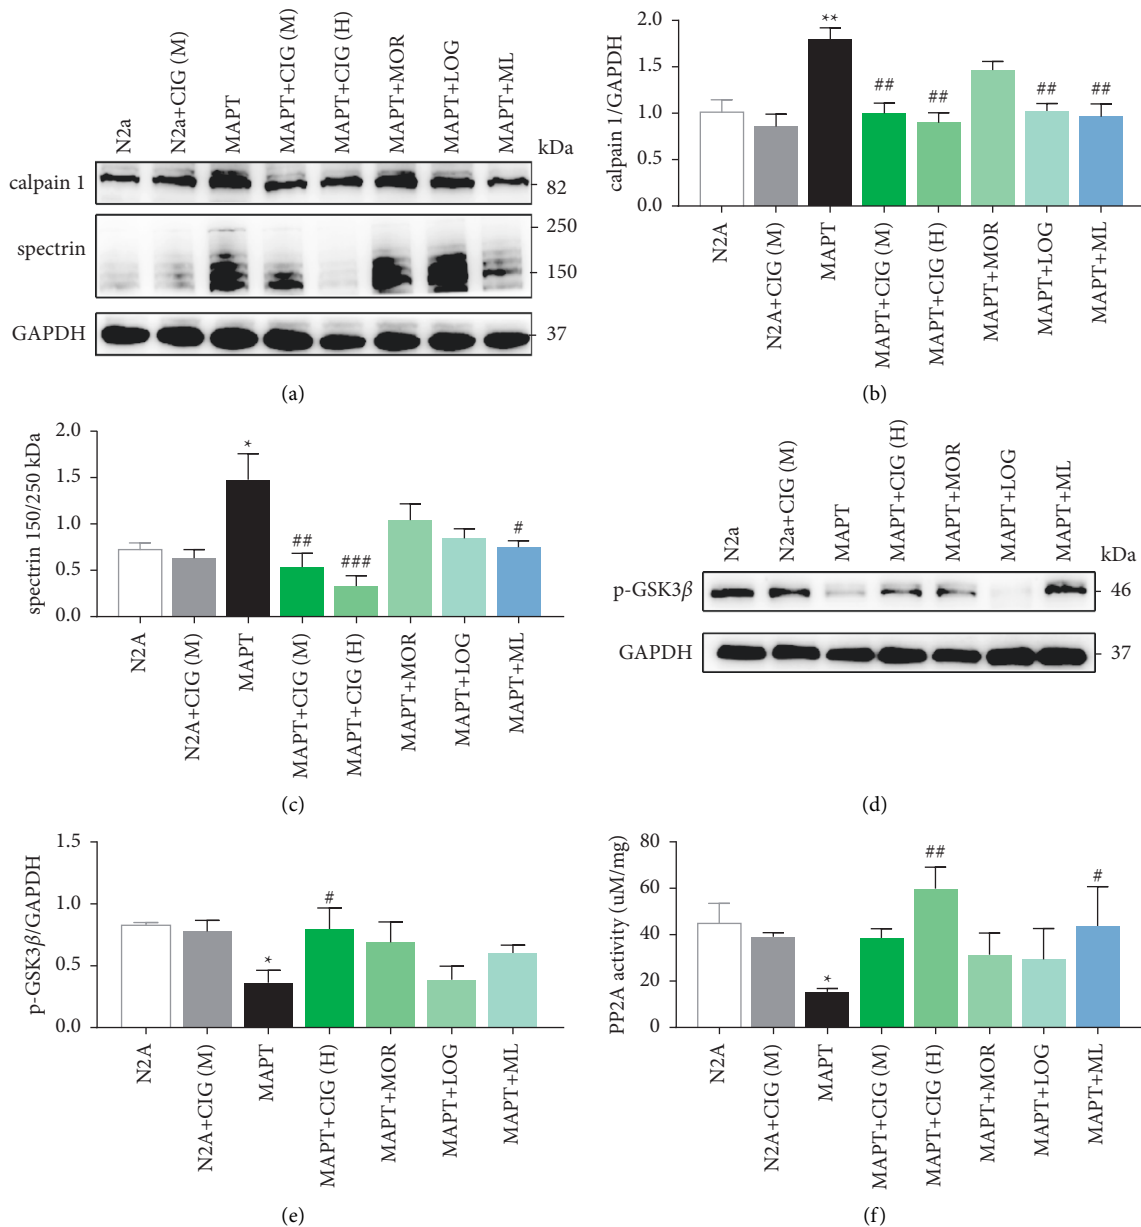 N2a
N2a+CIG (M)
MAPT
MAPT+CIG (M)
MAPT+CIG (H)
MAPT+MOR
MAPT+LOG
MAPT+ML
kDa
calpain 1
82
spectrin
250
150
GAPDH
37
(a)
calpain 1/GAPDH
2.0
1.5
1.0
0.5
0.0
**
##
##
##
##
N2A
N2A+CIG (M)
MAPT
MAPT+CIG (M)
MAPT+CIG (H)
MAPT+MOR
MAPT+LOG
MAPT+ML
(b)
spectrin 150/250 kDa
2.0
1.5
1.0
0.5
0.0
*
##
###
#
N2A
N2A+CIG (M)
MAPT
MAPT+CIG (M)
MAPT+CIG (H)
MAPT+MOR
MAPT+LOG
MAPT+ML
(c)
N2a
N2a+CIG (M)
MAPT
MAPT+CIG (H)
MAPT+MOR
MAPT+LOG
MAPT+ML
kDa
p-GSK3β
46
GAPDH
37
(d)
p-GSK3β/GAPDH
1.5
1.0
0.5
0.0
*
#
N2A
N2A+CIG (M)
MAPT
MAPT+CIG (H)
MAPT+MOR
MAPT+LOG
MAPT+ML
(e)
PP2A activity (uM/mg)
80
60
40
20
0
*
##
#
N2A
N2A+CIG (M)
MAPT
MAPT+CIG (M)
MAPT+CIG (H)
MAPT+MOR
MAPT+LOG
MAPT+ML
(f)